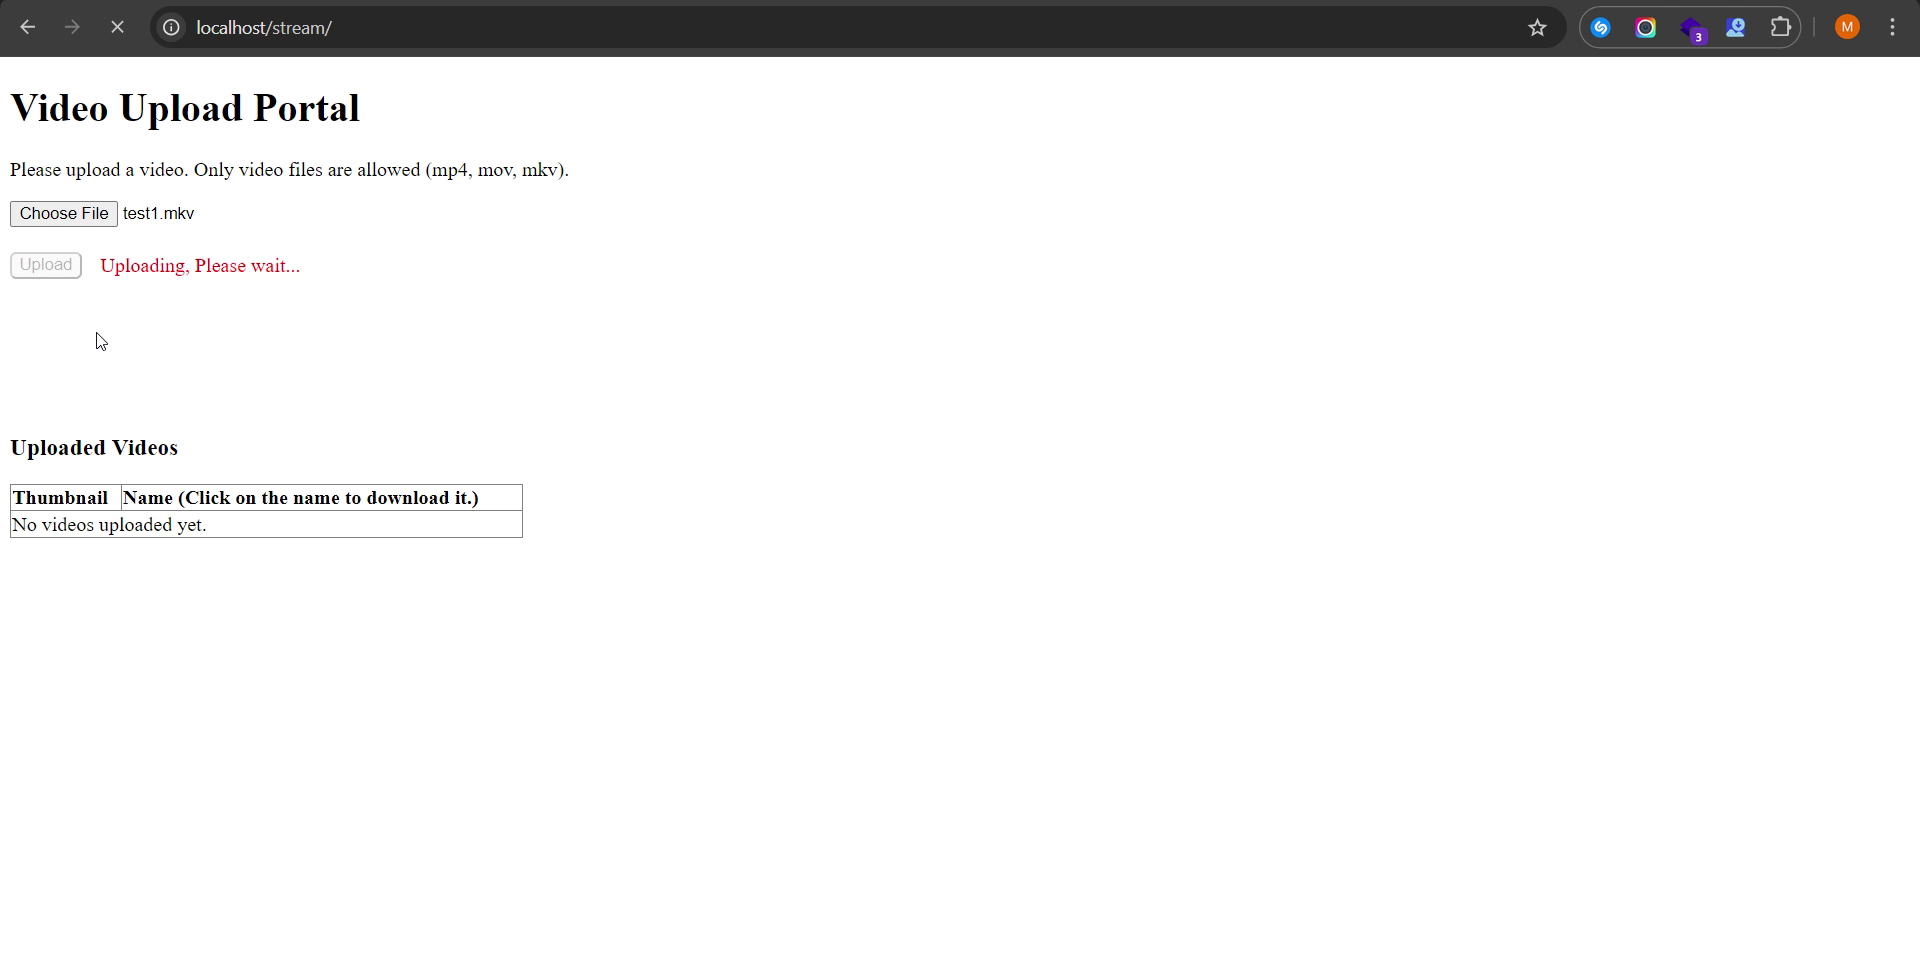 localhost/stream/
3
M
Video Upload Portal
Please upload a video. Only video files are allowed (mp4, mov, mkv).
Choose File test1.mkv
Upload Uploading, Please wait...
Uploaded Videos
Thumbnail Name (Click on the name to download it.)
No videos uploaded yet.